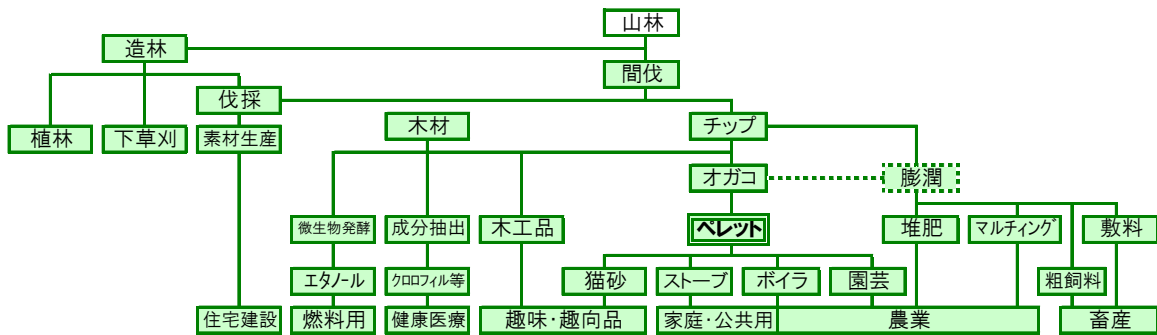 山林
造林
間伐
伐採
植林
下草刈
素材生産
木材
チップ
オガコ
膨潤
微生物発酵
成分抽出
木工品
ペレット
堆肥
マルチィング
敷料
エタノール
クロロフィル等
猫砂
ストーブ
ボイラ
園芸
粗飼料
住宅建設
燃料用
健康医療
趣味・趣向品
家庭・公共用
農業
畜産